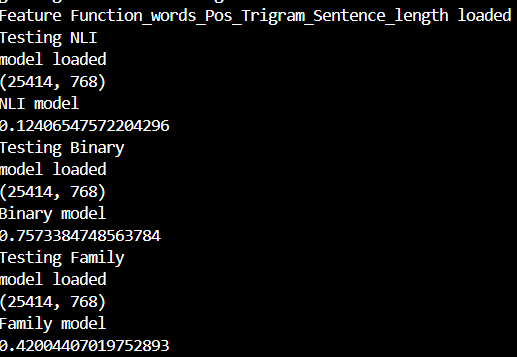 Feature Function_words_Pos_Trigram_Sentence_length loaded
Testing NLI
model loaded
(25414, 768)
NLI model
0.12406547572204296
Testing Binary
model loaded
(25414, 768)
Binary model
0.7573384748563784
Testing Family
model loaded
(25414, 768)
Family model
0.42004407019752893